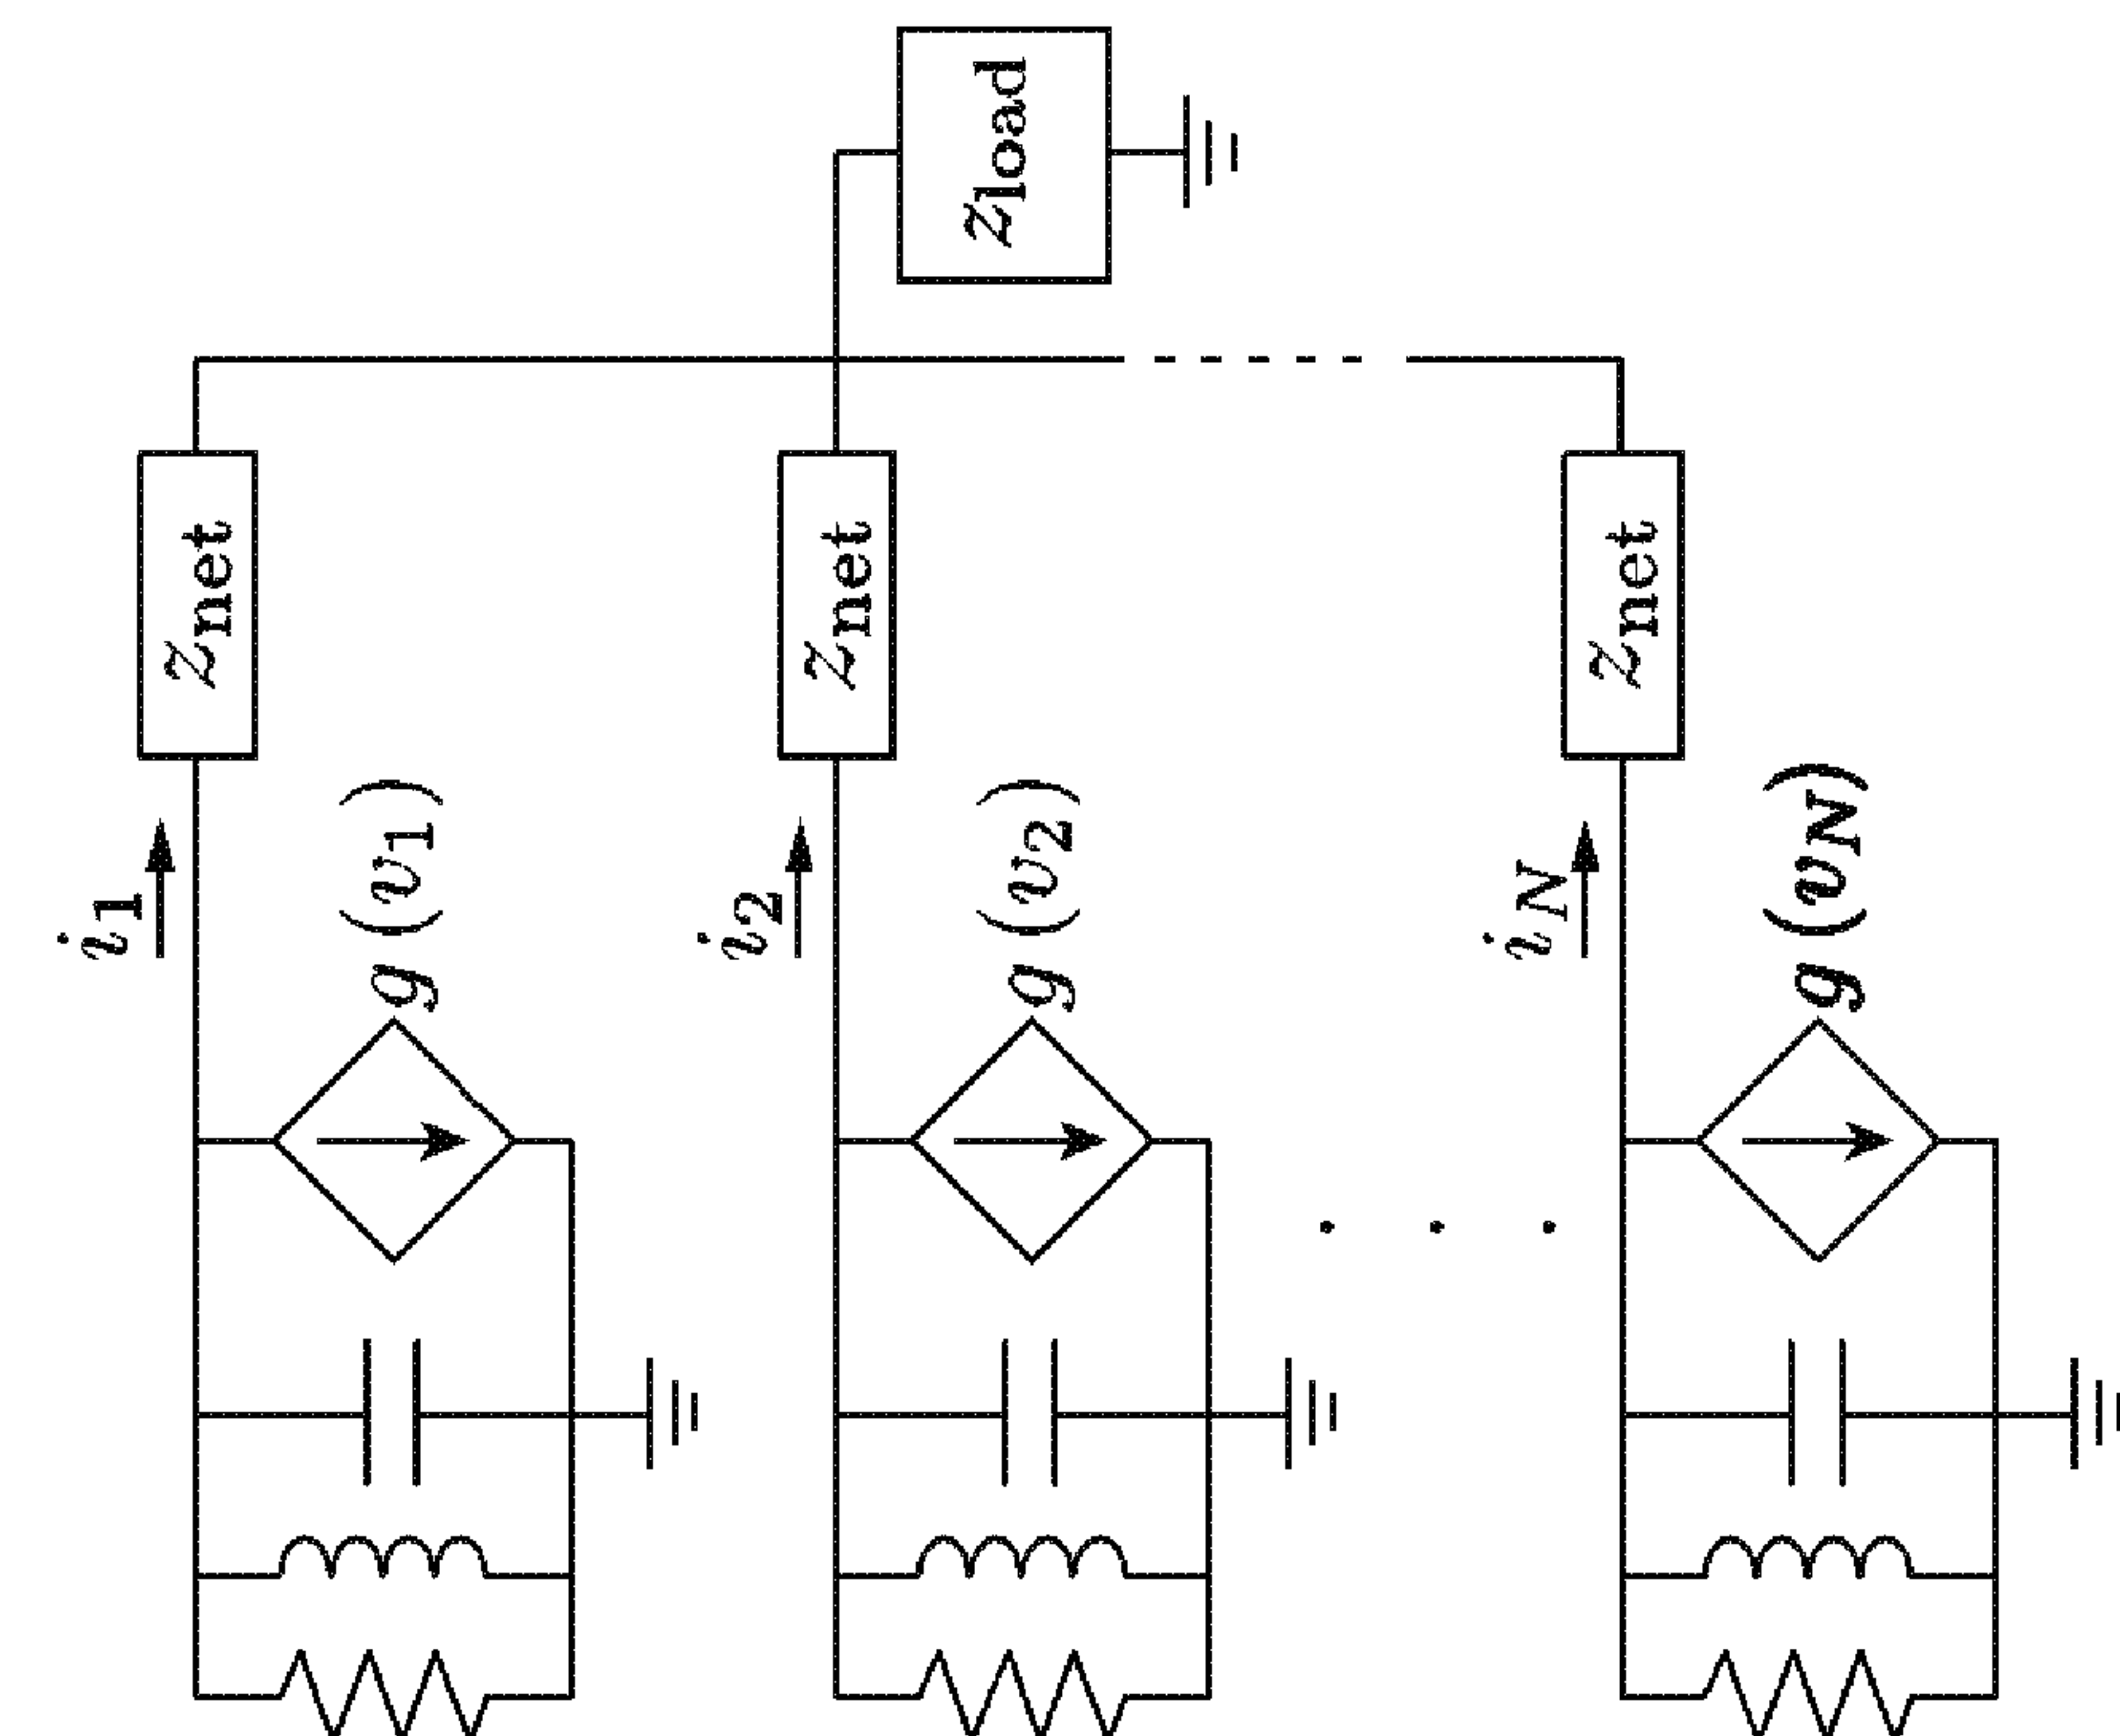 z_load
z_net
z_net
z_net
i_1
g(v_1)
i_2
g(v_2)
i_N
g(v_N)